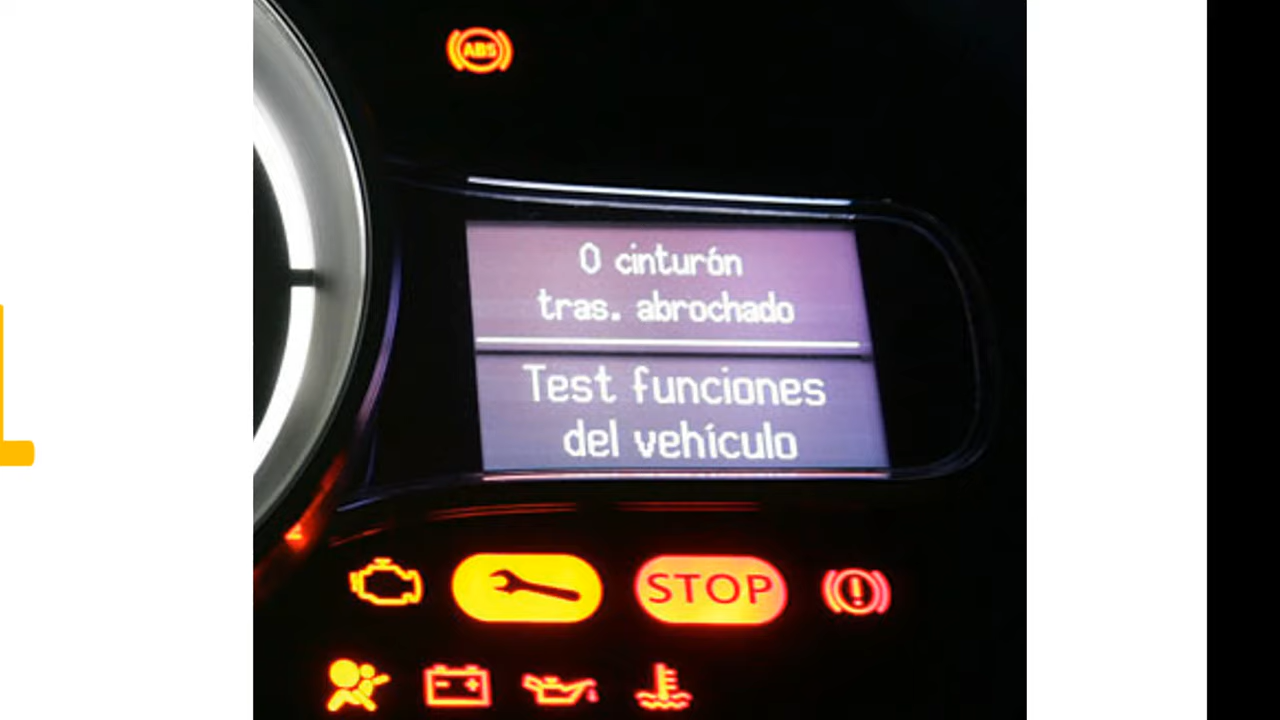 ABS
0 cinturón
tras. abrochado
Test funciones
del vehículo
STOP